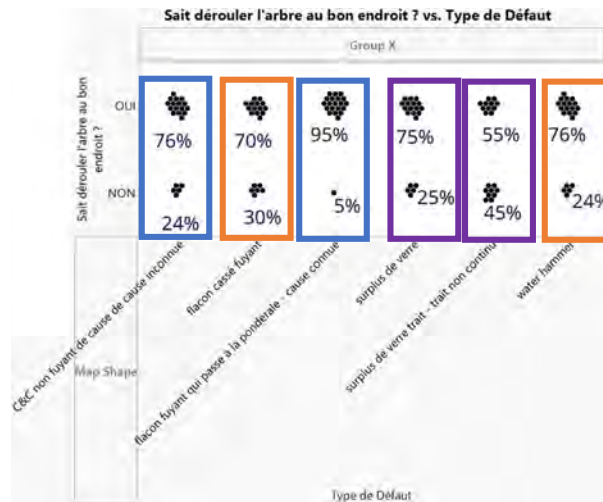 Sait dérouler l'arbre au bon endroit ? vs. Type de Défaut
Group X
Sait dérouler l'arbre au bon
endroit ?
OUI
76%
70%
95%
75%
55%
76%
NON
24%
30%
5%
25%
45%
24%
C&C non fuyant de cause de cause inconnue
flacon cassé fuyant
flacon fuyant qui passe à la pondérale - cause connue
surplus de verre
surplus de verre trait - trait non continu
water hammer
Map Shape
Type de Défaut